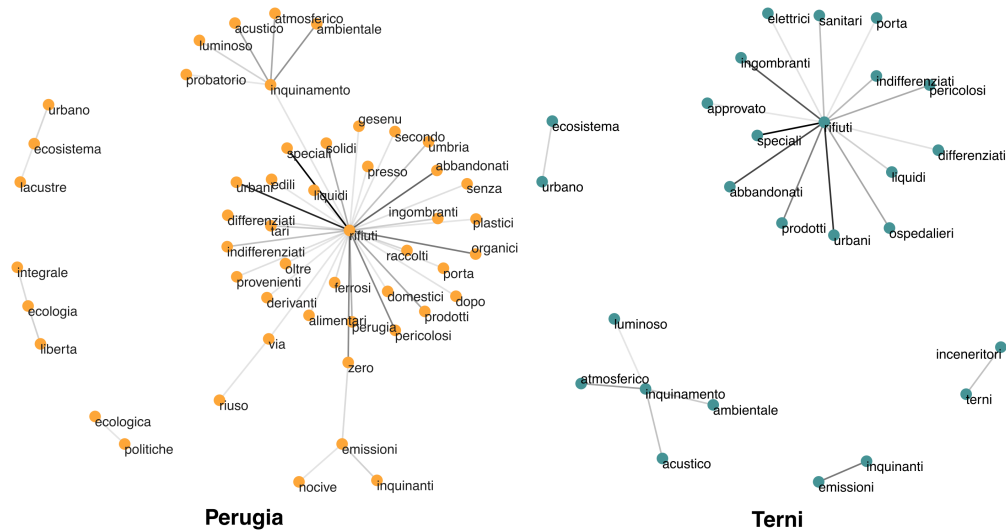 atmosferico
acustico
ambientale
luminoso
probatorio
inquinamento
urbano
ecosistema
lacustre
gesenu
secondo
speciali
solidi
umbria
presso
abbandonati
urbani
edili
liquidi
senza
differenziati
tari
ingombranti
plastici
rifiuti
indifferenziati
raccolti
organici
oltre
porta
provenienti
ferrosi
derivanti
domestici
dopo
alimentari
perugia
prodotti
pericolosi
integrale
ecologia
liberta
via
zero
riuso
ecologica
politiche
emissioni
nocive
inquinanti
Perugia
elettrici
sanitari
porta
ingombranti
indifferenziati
pericolosi
approvato
rifiuti
speciali
differenziati
liquidi
abbandonati
prodotti
urbani
ospedalieri
ecosistema
urbano
luminoso
atmosferico
inquinamento
ambientale
acustico
inceneritori
terni
inquinanti
emissioni
Terni